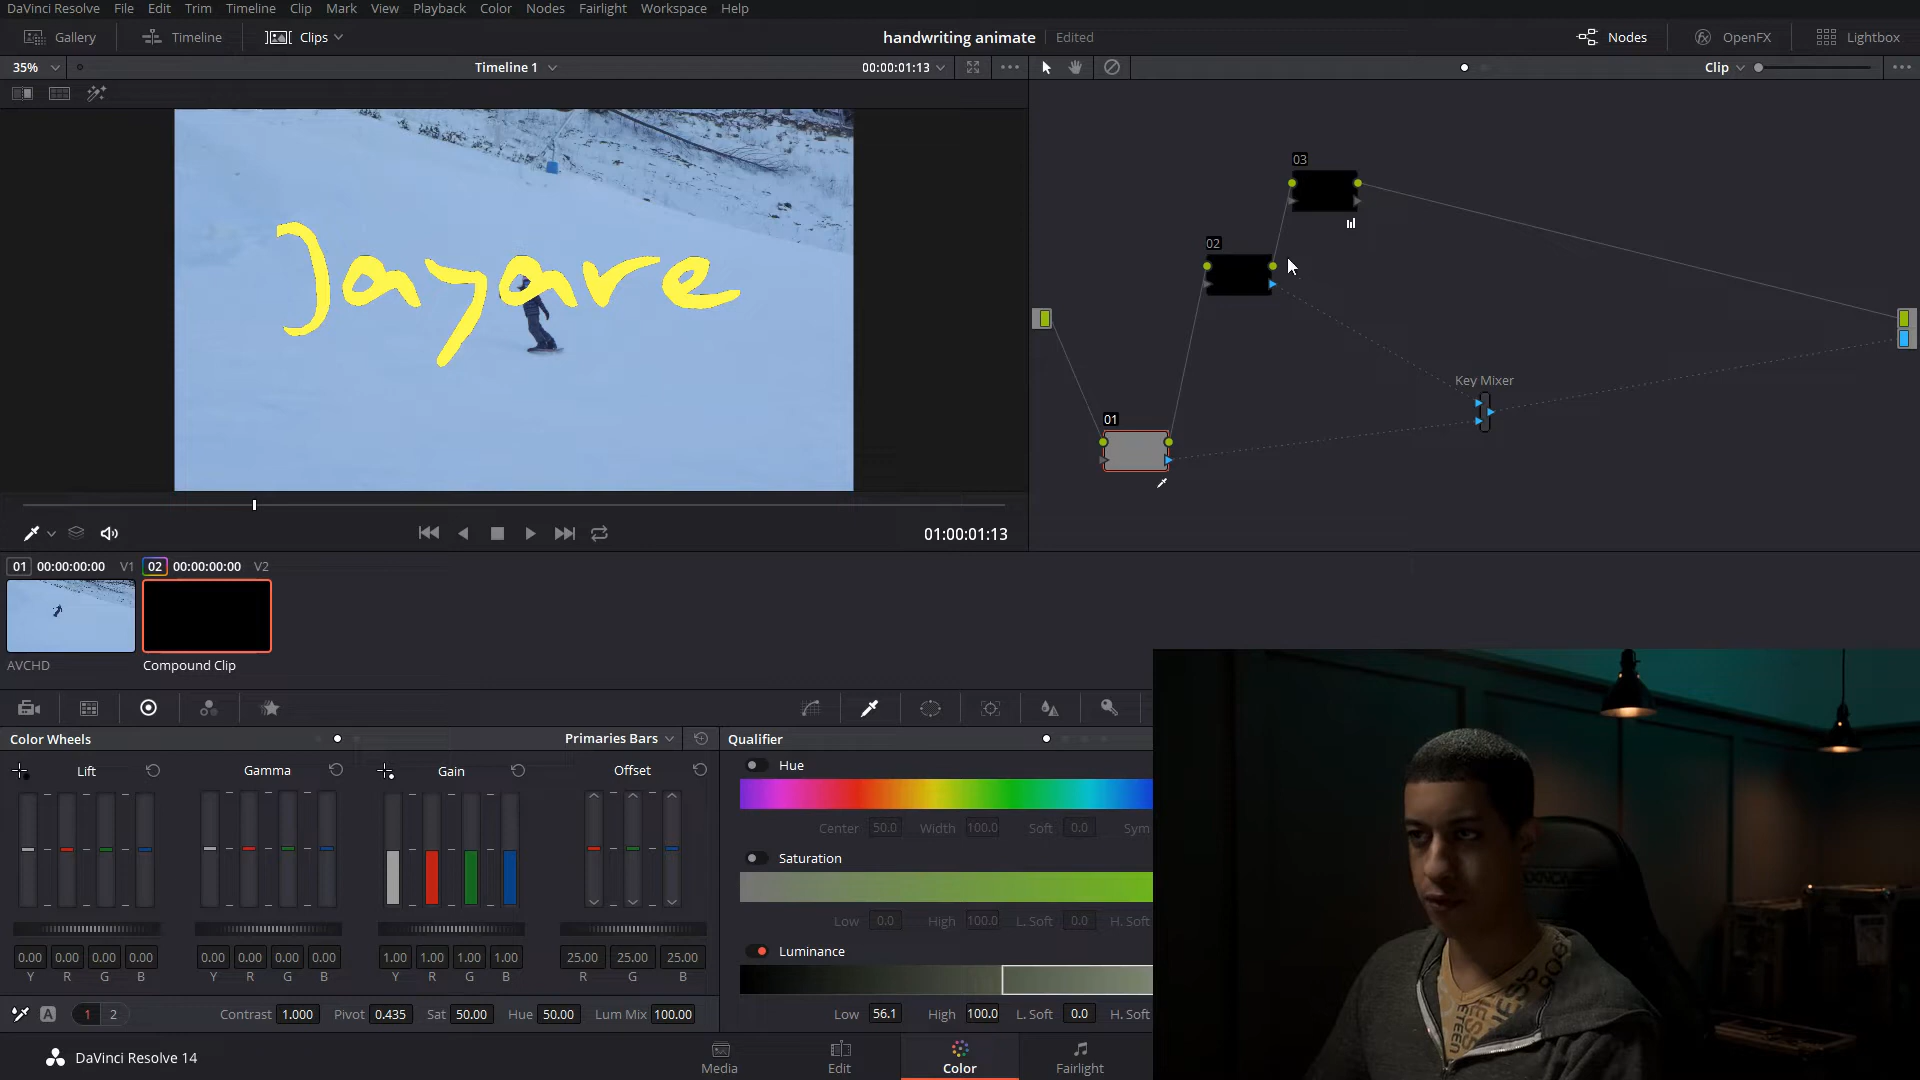 DaVinci Resolve File Edit Trim Timeline Clip Mark View Playback Color Nodes Fairlight Workspace Help
Gallery Timeline Clips handwriting animate Edited Nodes OpenFX Lightbox
35% Timeline 1 00:00:01:13 Clip
03
02
Jayare
Key Mixer
01
01:00:01:13
01 00:00:00:00 V1 02 00:00:00:00 V2
AVCHD Compound Clip
Color Wheels Primaries Bars Qualifier
Lift Gamma Gain Offset Hue
Center 50.0 Width 100.0 Soft 0.0 Sym
Saturation
Low 0.0 High 100.0 L. Soft 0.0 H. Soft
Luminance
0.00 0.00 0.00 0.00 0.00 0.00 0.00 0.00 1.00 1.00 1.00 1.00 25.00 25.00 25.00
Y R G B Y R G B Y R G B R G B
A 1 2 Contrast 1.000 Pivot 0.435 Sat 50.00 Hue 50.00 Lum Mix 100.00 Low 56.1 High 100.0 L. Soft 0.0 H. Soft
DaVinci Resolve 14 Media Edit Color Fairlight